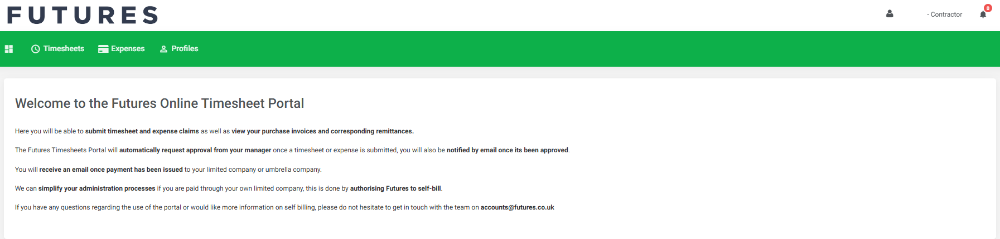 FUTURES
- Contractor
0
Timesheets
Expenses
Profiles
Welcome to the Futures Online Timesheet Portal
Here you will be able to submit timesheet and expense claims as well as view your purchase invoices and corresponding remittances.
The Futures Timesheets Portal will automatically request approval from your manager once a timesheet or expense is submitted, you will also be notified by email once its been approved.
You will receive an email once payment has been issued to your limited company or umbrella company.
We can simplify your administration processes if you are paid through your own limited company, this is done by authorising Futures to self-bill.
If you have any questions regarding the use of the portal or would like more information on self billing, please do not hesitate to get in touch with the team on accounts@futures.co.uk